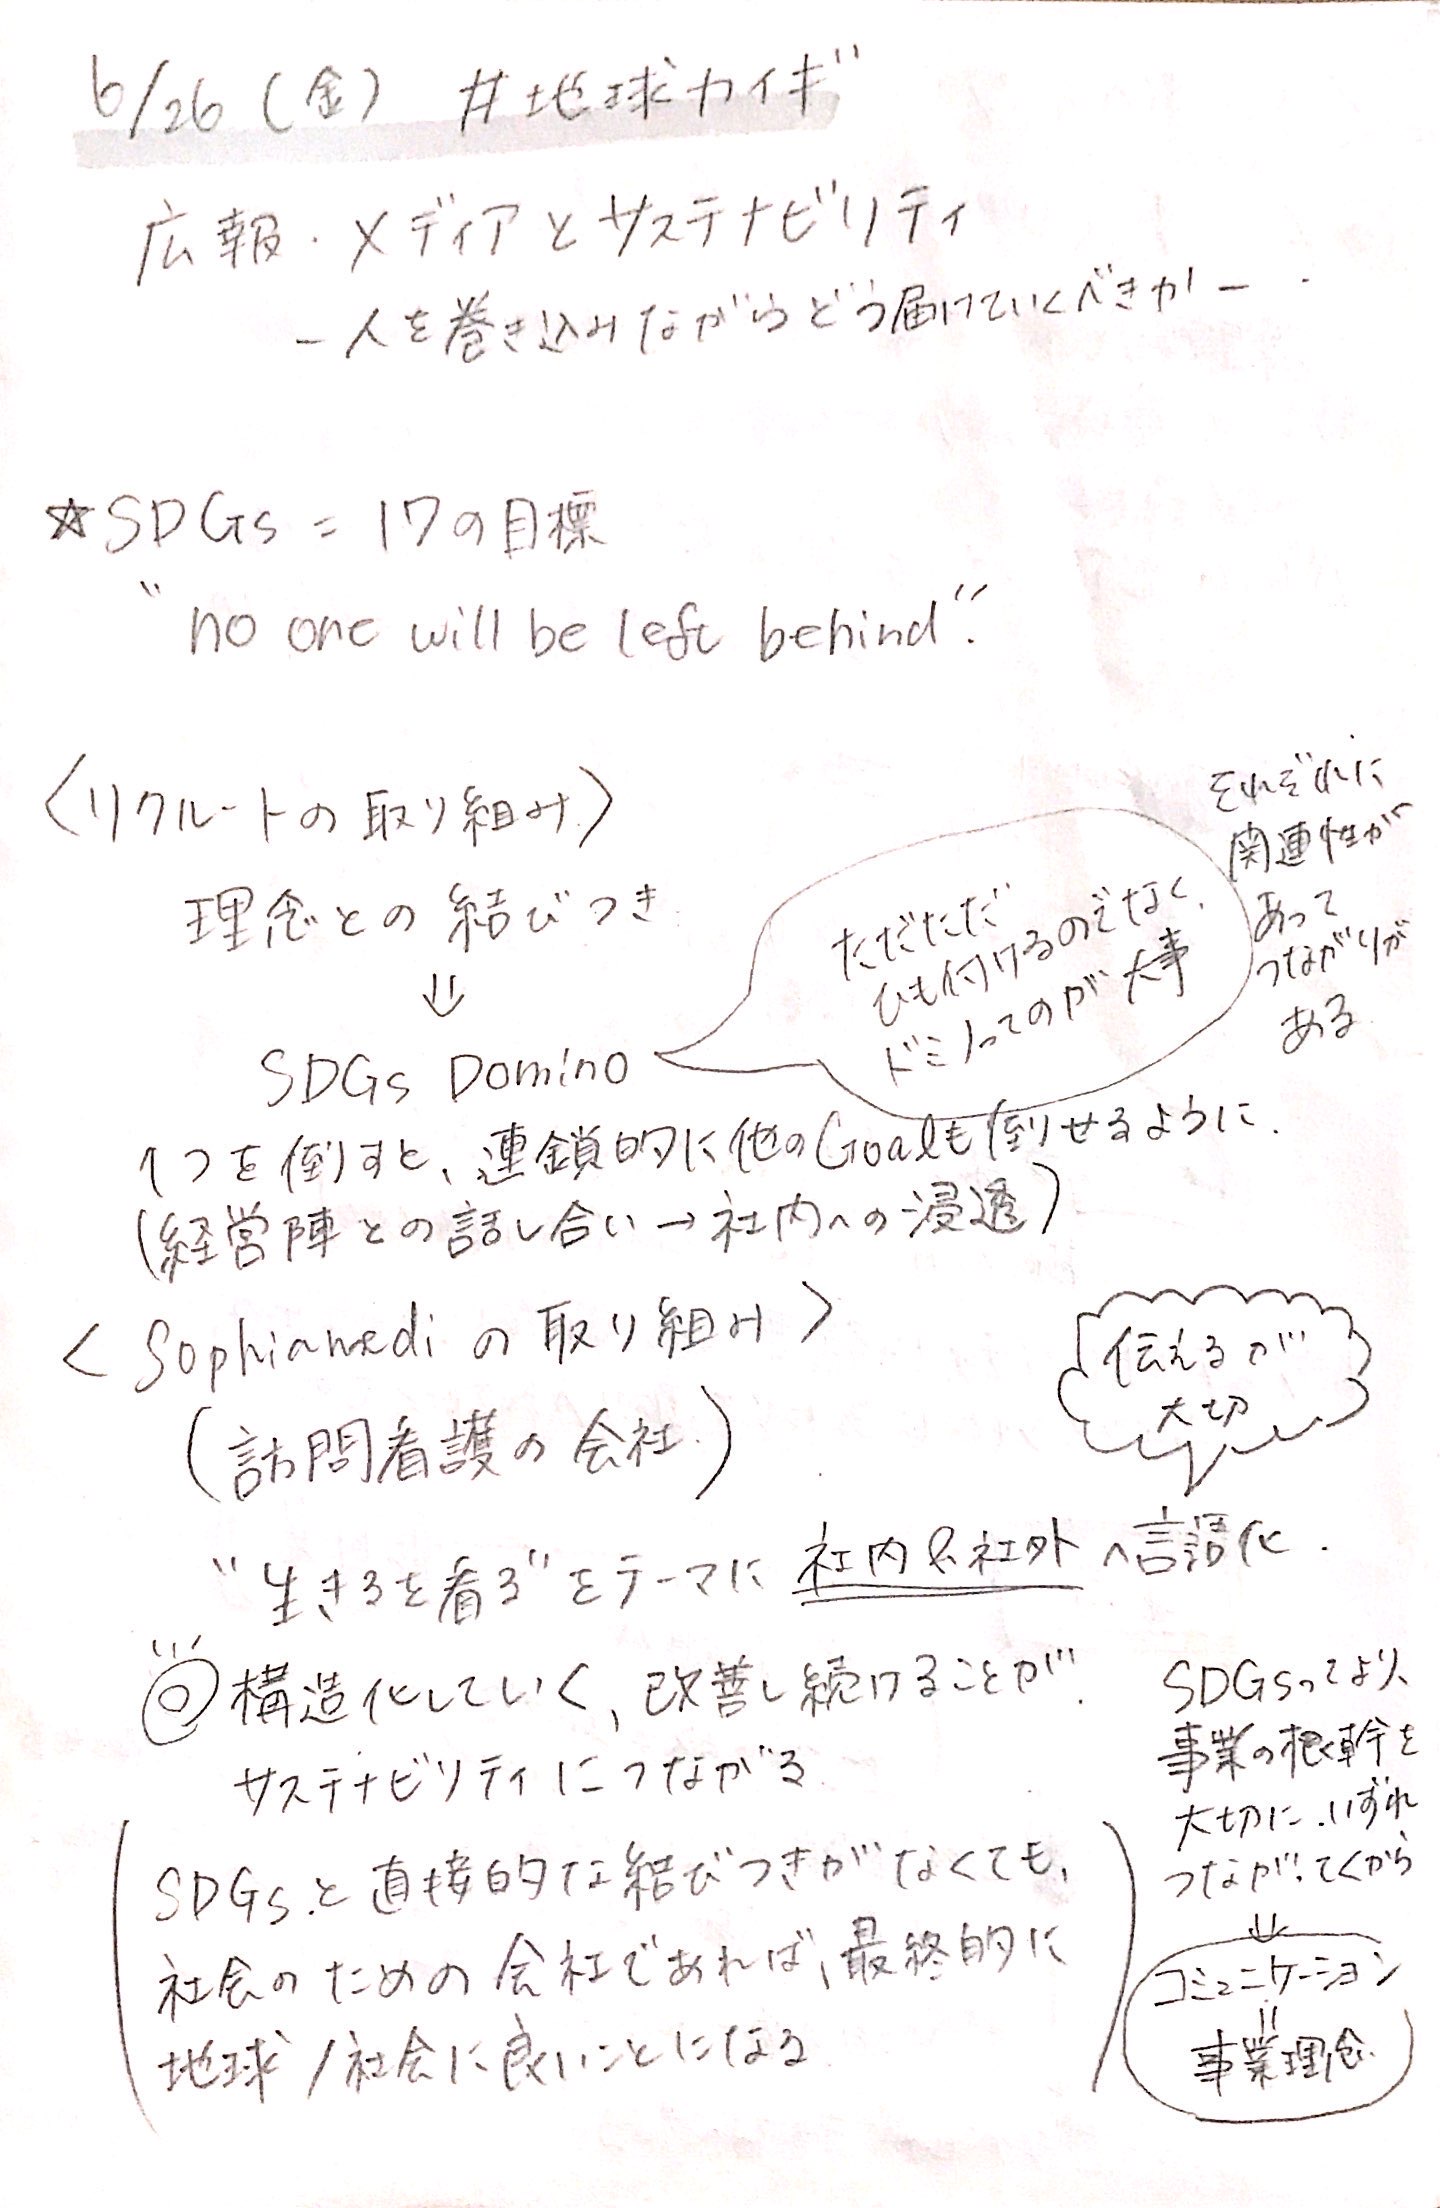 6/26(金) #地球カイギ
広報・メディアとサステナビリティ
-人を巻き込みながらどう届けていくべきか-
☆SDGs = 17の目標
"no one will be left behind".
〈リクルートの取り組み〉
理念との結びつき
⇓
SDGs Domino
ただただ
ひも付けるのでなく、
ドミノってのが大事
それぞれに
関連性が
あって
つながりが
ある
1つを倒すと、連鎖的に他のGoalも倒せるように.
(経営陣との話し合い→社内への浸透)
〈Sophiamediの取り組み〉
(訪問看護の会社.)
伝えるが
大切
"生きるを看る"をテーマに 社内&社外へ言語化.
◎構造化していく、改善し続けることが
サステナビリティにつながる
SDGsってより、
事業の根幹を
大切に.いずれ
つながってくから
⇓
コミュニケーション
=
事業理念
(SDGsと直接的な結びつきがなくても、
社会のための会社であれば、最終的に
地球/社会に良いことになる)